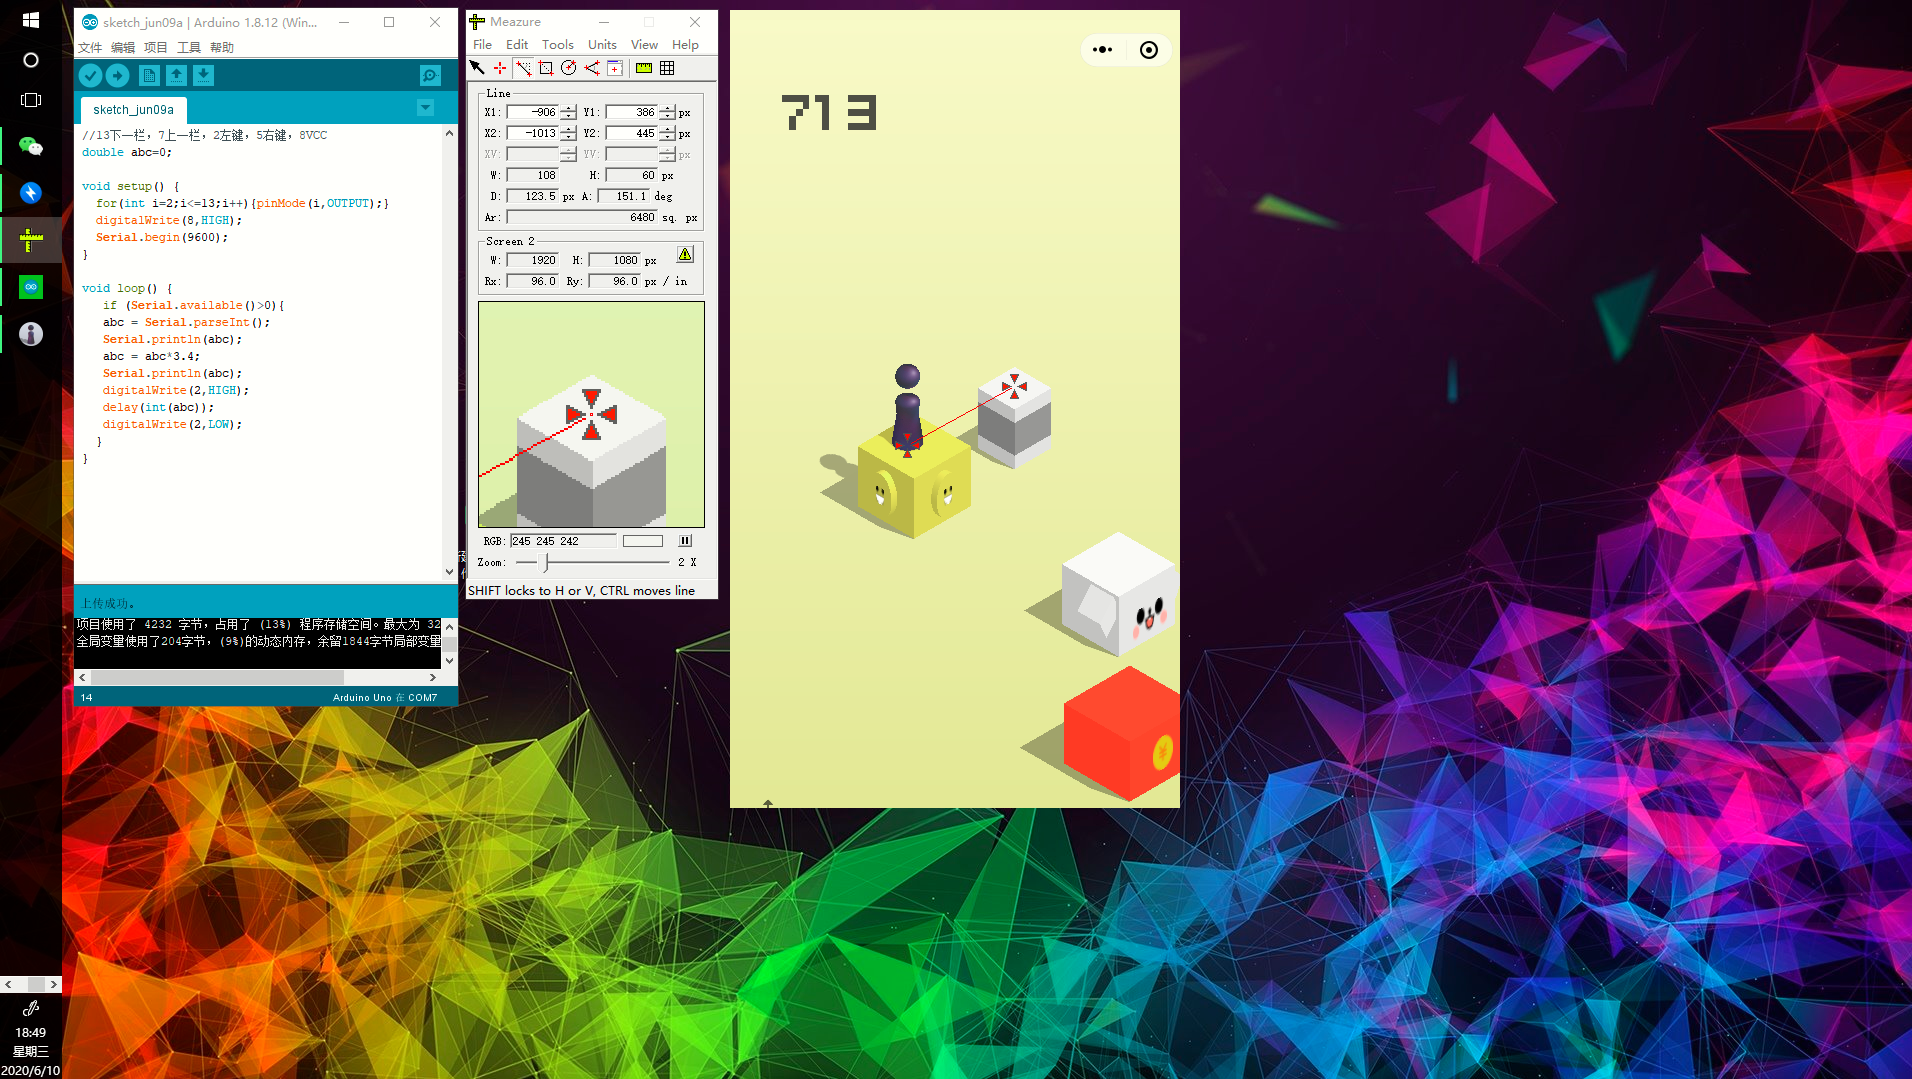 sketch_jun09a | Arduino 1.8.12 (Win...
文件 编辑 项目 工具 帮助
sketch_jun09a
//13下一栏，7上一栏，2左键，5右键，8VCC
double abc=0;
void setup() {
for(int i=2;i<=13;i++){pinMode(i,OUTPUT);}
digitalWrite(8,HIGH);
Serial.begin(9600);
}
void loop() {
if (Serial.available()>0){
abc = Serial.parseInt();
Serial.println(abc);
abc = abc*3.4;
Serial.println(abc);
digitalWrite(2,HIGH);
delay(int(abc));
digitalWrite(2,LOW);
}
}
上传成功。
项目使用了 4232 字节，占用了 (13%) 程序存储空间。最大为 32
全局变量使用了204字节，(9%)的动态内存，余留1844字节局部变量
14
Arduino Uno 在 COM7
Meazure
File Edit Tools Units View Help
Line
X1: -906 Y1: 386 px
X2: -1013 Y2: 445 px
XV: YV: px
W: 108 H: 60 px
D: 123.5 px A: 151.1 deg
Ar: 6480 sq. px
Screen 2
W: 1920 H: 1080 px
Rx: 96.0 Ry: 96.0 px / in
RGB: 245 245 242
Zoom: 2 X
SHIFT locks to H or V, CTRL moves line
713
18:49
星期三
2020/6/10